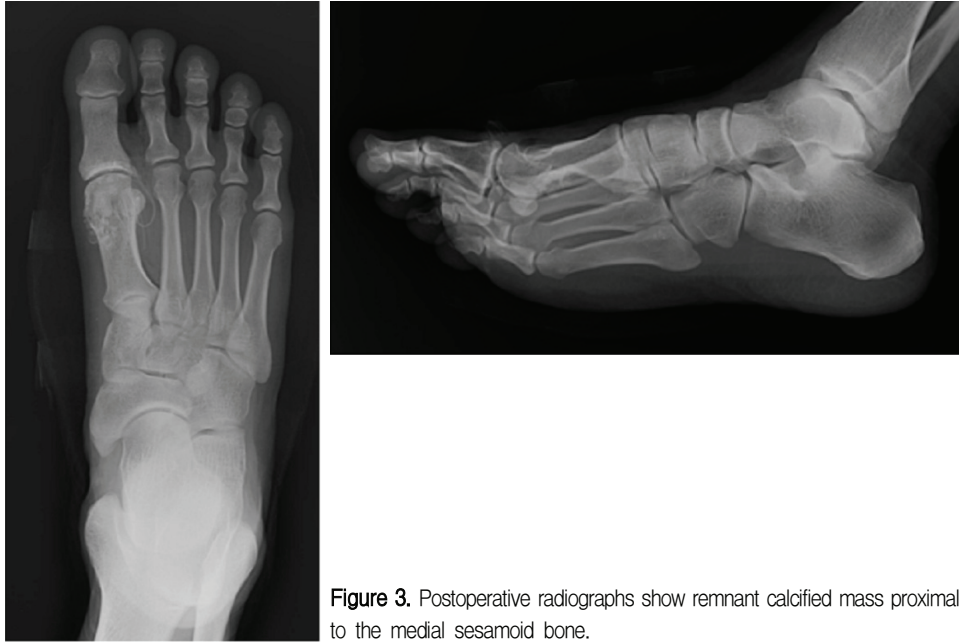 Figure 3. Postoperative radiographs show remnant calcified mass proximal
to the medial sesamoid bone.